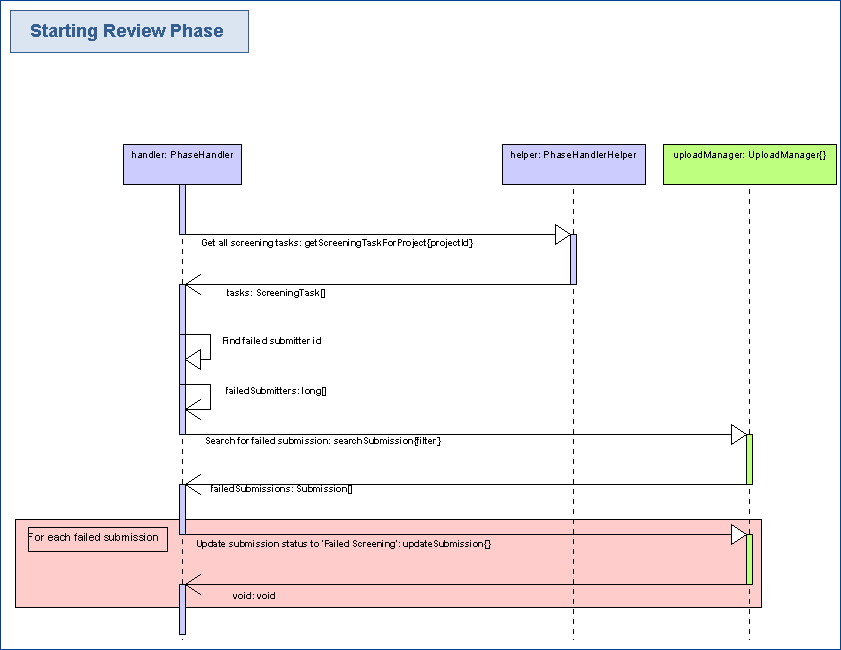 Starting Review Phase
handler: PhaseHandler
helper: PhaseHandlerHelper
uploadManager: UploadManager{}
Get all screening tasks: getScreeningTaskForProject{projectId}
tasks: ScreeningTask[]
Find failed submitter id
failedSubmitters: long[]
Search for failed submission: searchSubmission{filter}
failedSubmissions: Submission[]
For each failed submission
Update submission status to 'Failed Screening': updateSubmission{}
void: void